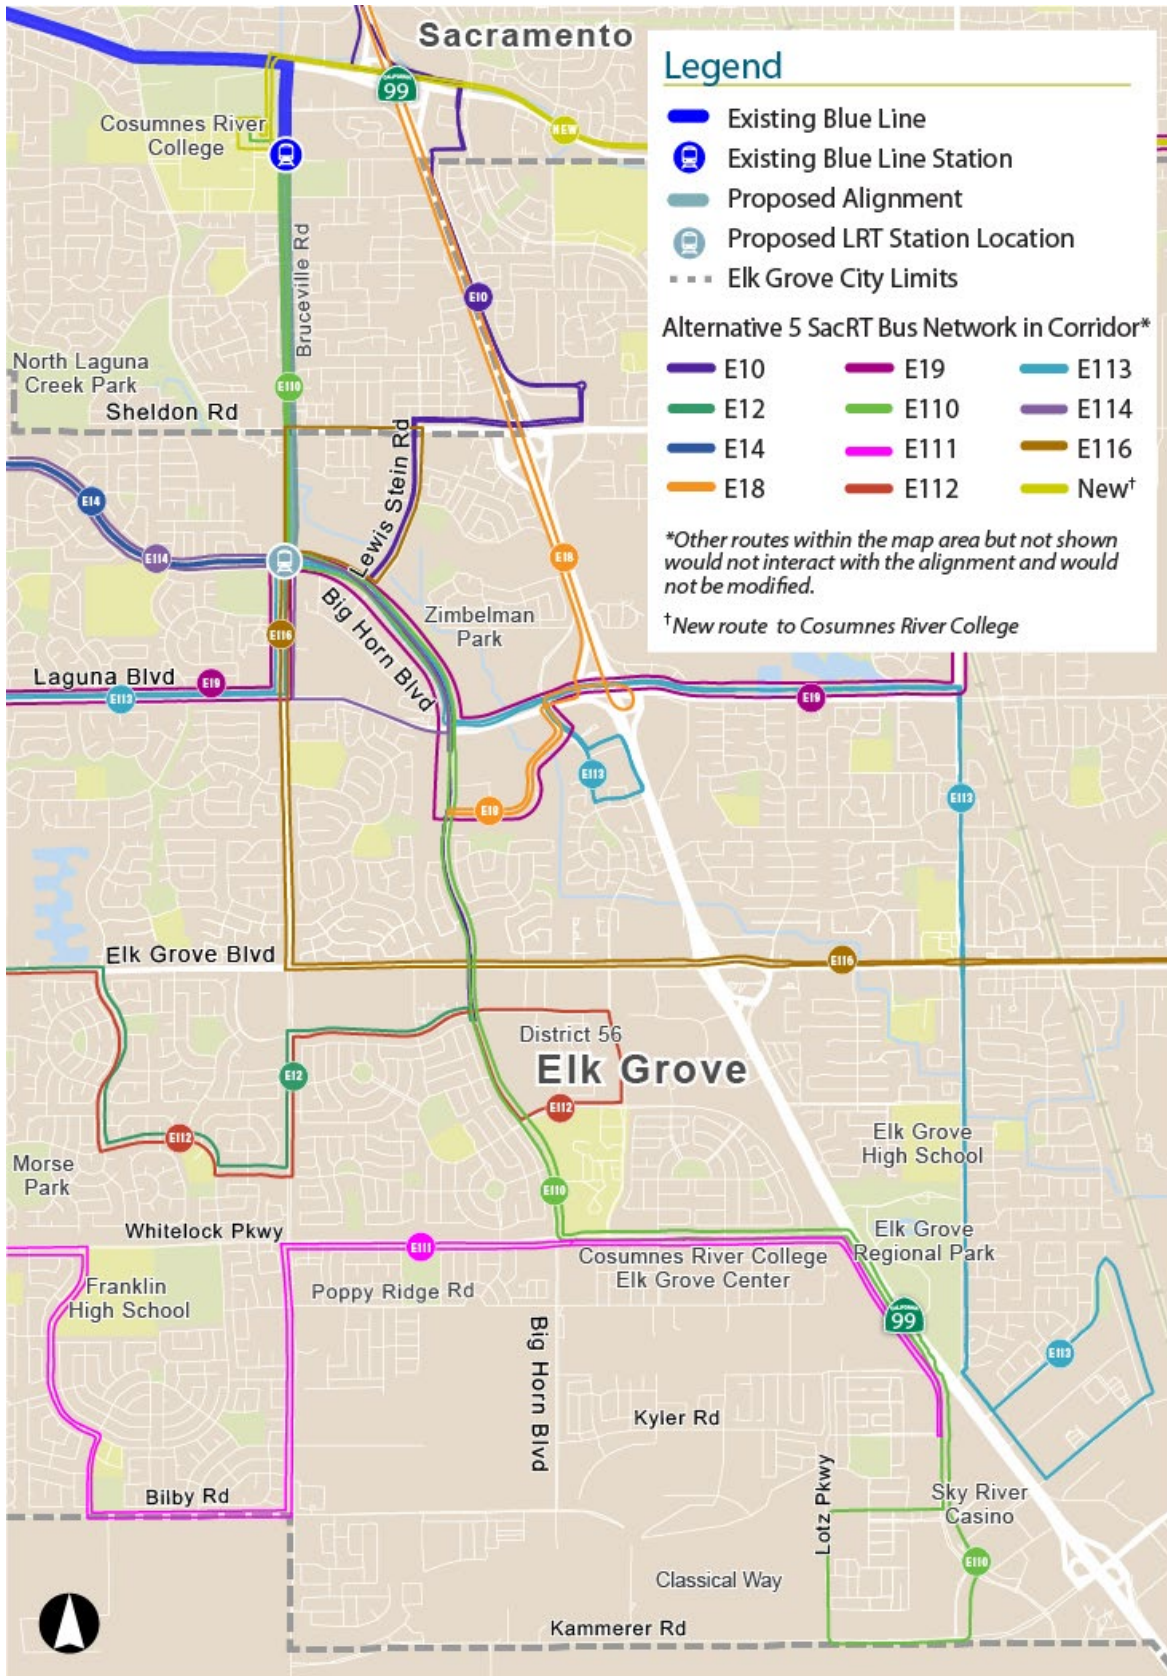 Sacramento
CALIFORNIA
99
Cosumnes River
College
NEW
Bruceville Rd
E10
North Laguna
Creek Park
E110
Sheldon Rd
Lewis Stein Rd
E14
E114
E18
Zimbelman
Park
Big Horn Blvd
E116
Laguna Blvd
E19
E113
E19
E113
E18
E113
Elk Grove Blvd
E116
District 56
Elk Grove
E12
E112
E112
Elk Grove
High School
Morse
Park
E110
Whitelock Pkwy
E111
Elk Grove
Regional Park
Cosumnes River College
Elk Grove Center
Franklin
High School
Poppy Ridge Rd
CALIFORNIA
99
E113
Big Horn Blvd
Kyler Rd
Lotz Pkwy
Bilby Rd
Sky River
Casino
E110
Classical Way
Kammerer Rd
Legend
Existing Blue Line
Existing Blue Line Station
Proposed Alignment
Proposed LRT Station Location
Elk Grove City Limits
Alternative 5 SacRT Bus Network in Corridor*
E10 E19 E113
E12 E110 E114
E14 E111 E116
E18 E112 New†
*Other routes within the map area but not shown
would not interact with the alignment and would
not be modified.
†New route to Cosumnes River College